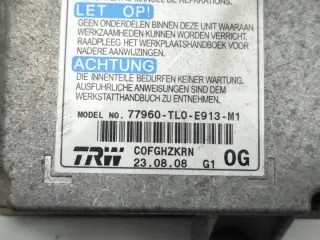 LET OP!
GEEN ONDERDELEN BINNEN DEZE UNIT WAARAAN
WERKZAAMHEDEN KUNNEN WORDEN VERRICHT.
RAADPLEEG HET WERKPLAATSHANDBOEK VOOR
NADERE INSTRUCTIES.
ACHTUNG
DIE INNENTEILE BEDÜRFEN KEINER WARTUNG.
AUSFÜHRLICHE ANWEISUNGEN SIND DEM
WERKSTATTHANDBUCH ZU ENTNEHMEN.
MODEL NO. 77960-TL0-E913-M1
TRW COFGHZKRN
23.08.08 G1 0G